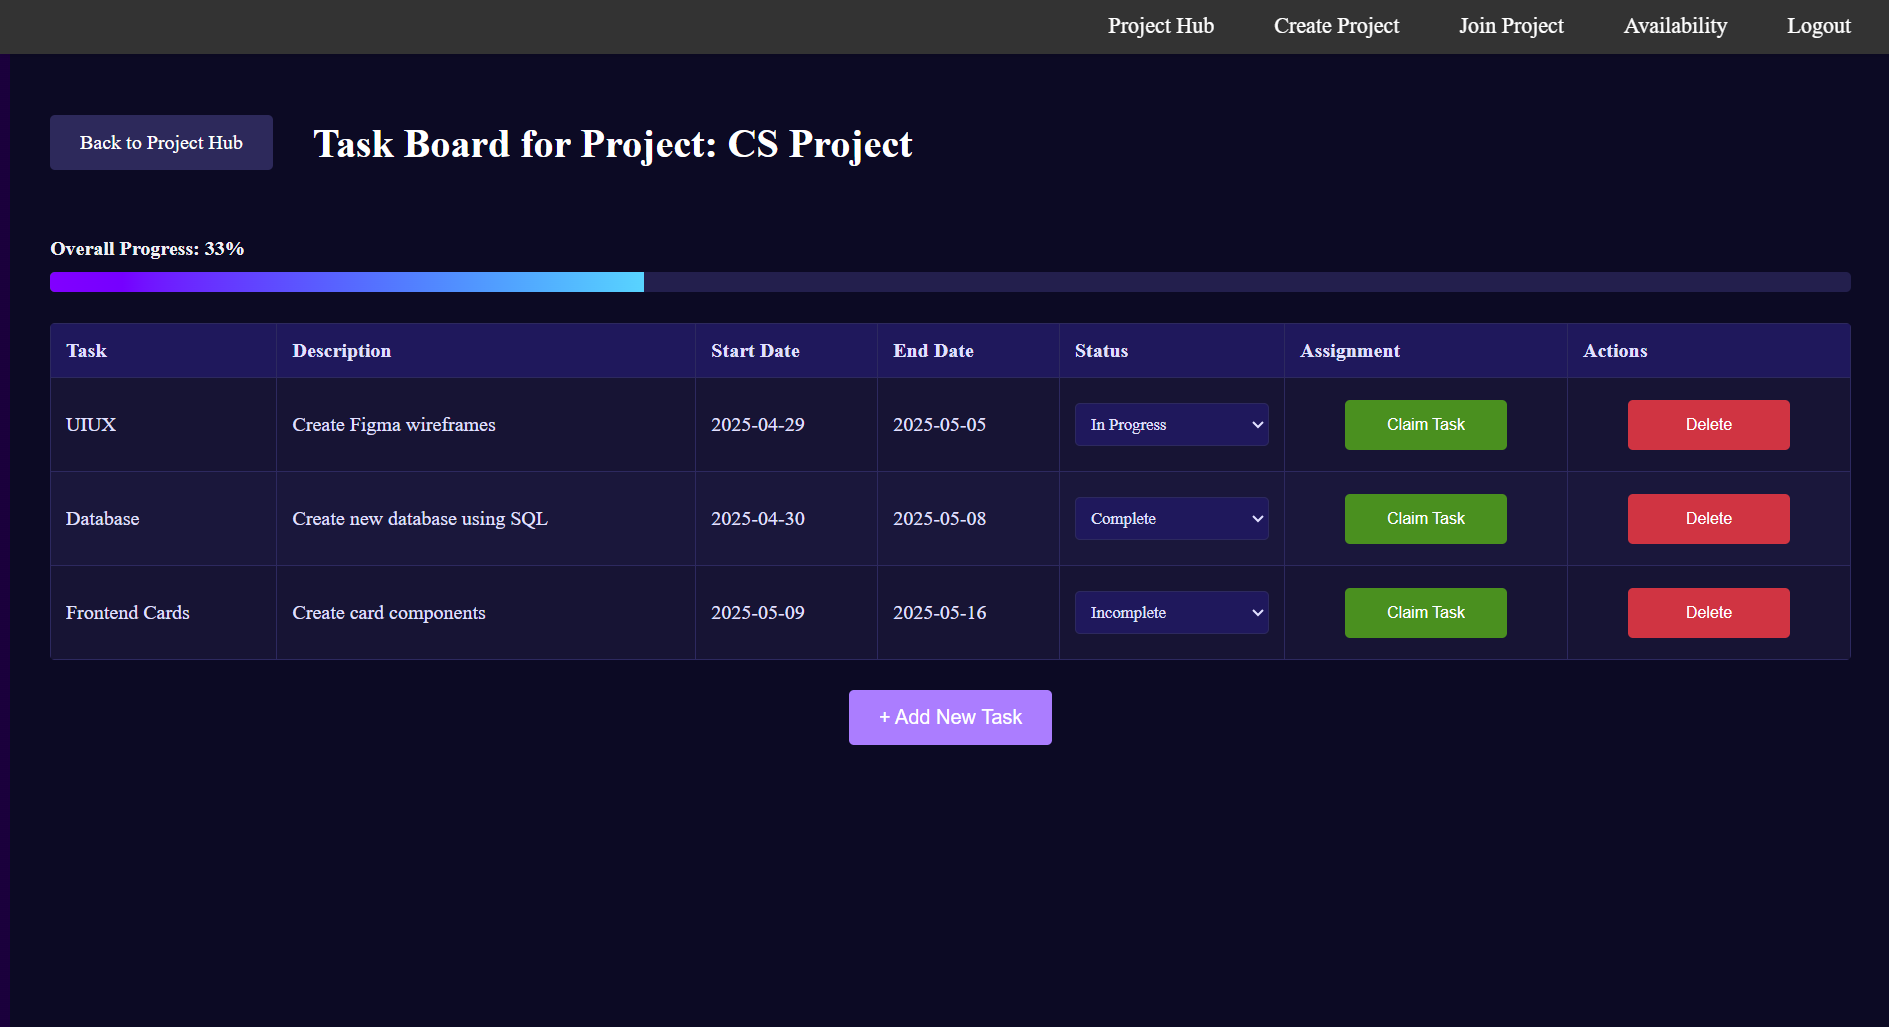 Project Hub Create Project Join Project Availability Logout
Back to Project Hub Task Board for Project: CS Project
Overall Progress: 33%
Task Description Start Date End Date Status Assignment Actions
UIUX Create Figma wireframes 2025-04-29 2025-05-05 In Progress Claim Task Delete
Database Create new database using SQL 2025-04-30 2025-05-08 Complete Claim Task Delete
Frontend Cards Create card components 2025-05-09 2025-05-16 Incomplete Claim Task Delete
+ Add New Task